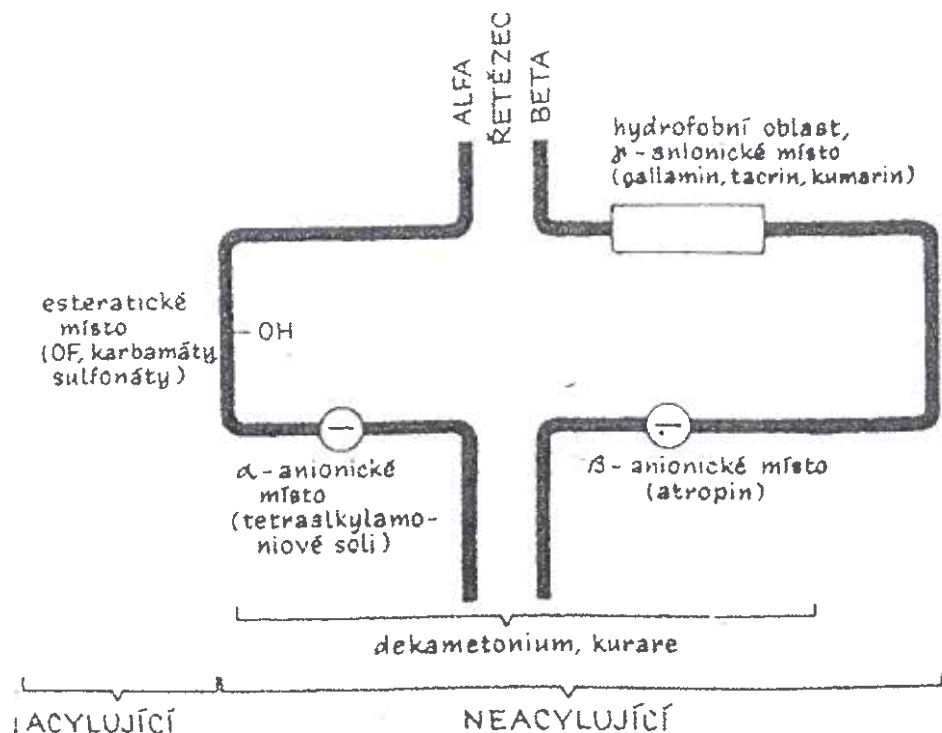 ALFA
ŘETĚZEC
BETA
hydrofobní oblast,
γ-anionické místo
(gallamin, tacrin, kumarin)
esteratické
místo
(OF, karbamáty
sulfonáty)
OH
α-anionické
místo
(tetraalkylamo-
niové soli)
β-anionické místo
(atropin)
dekametonium, kurare
ACYLUJÍCÍ
NEACYLUJÍCÍ